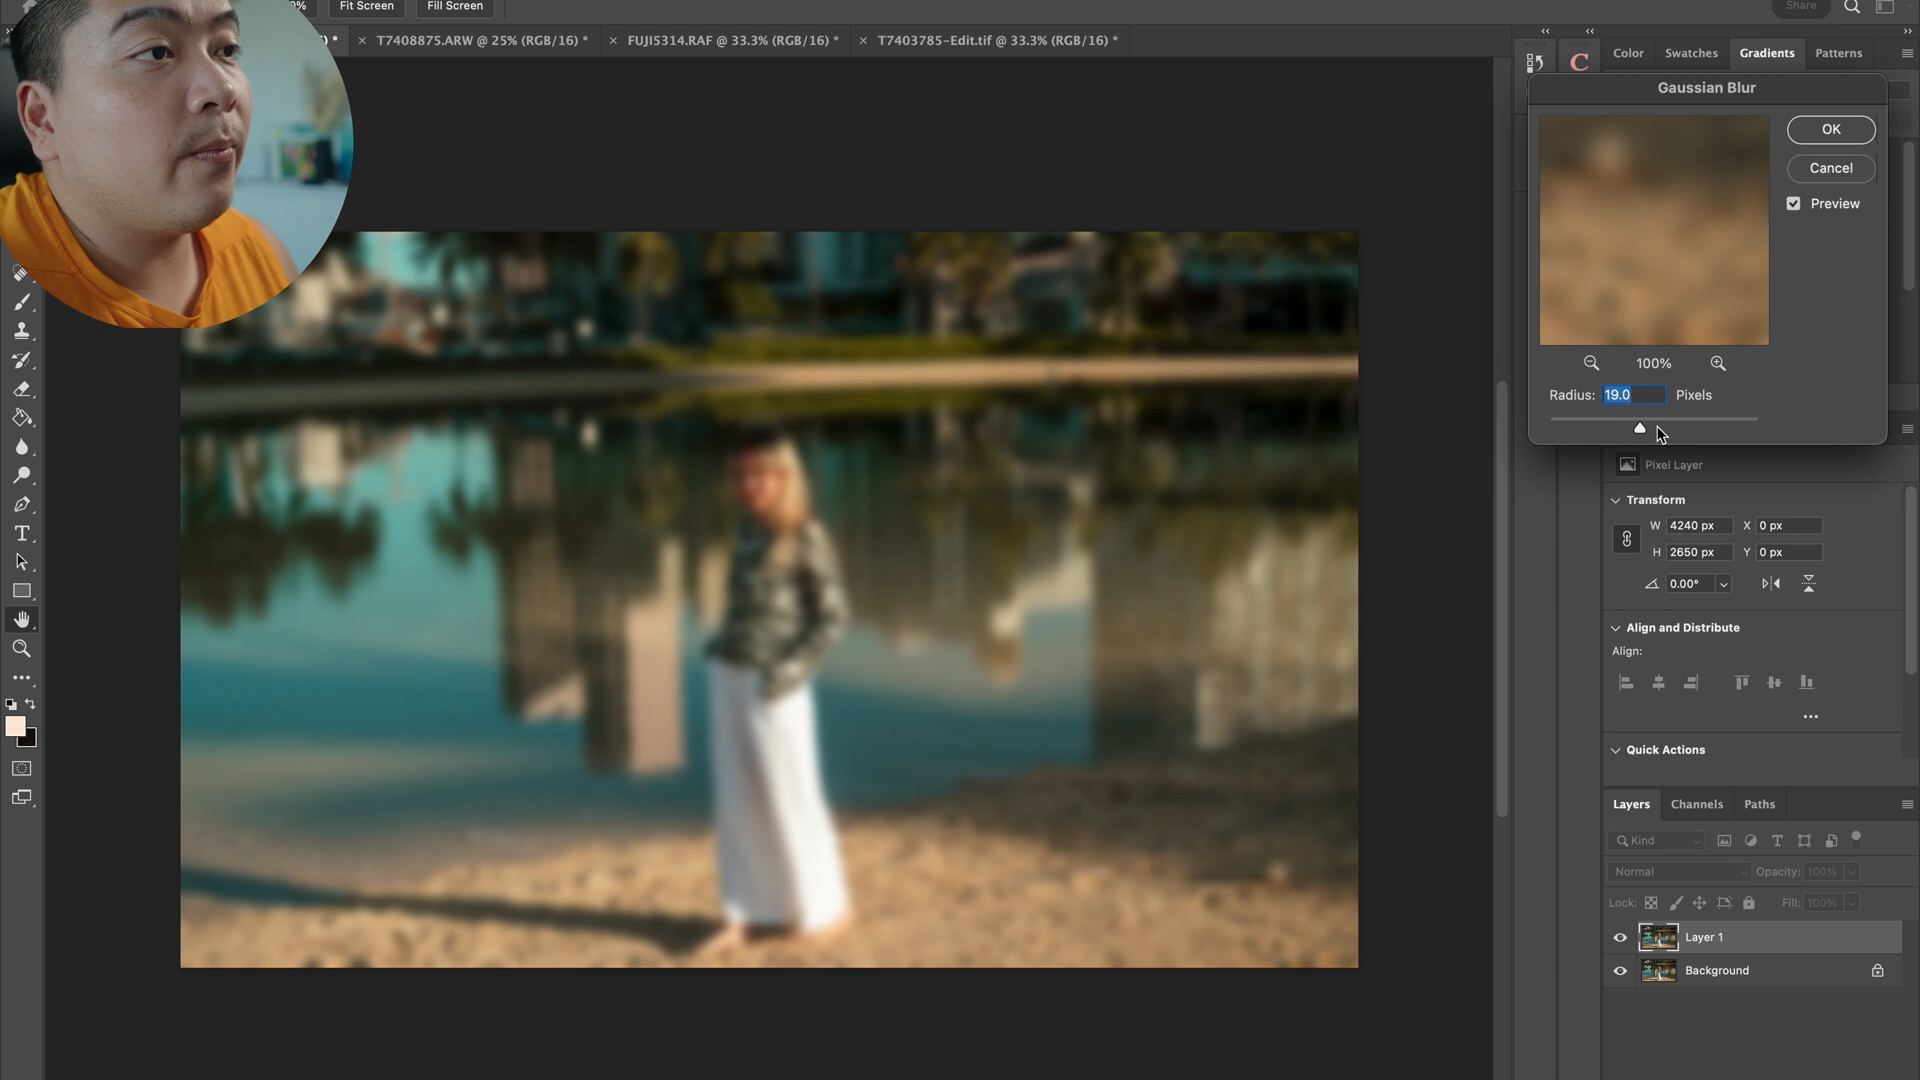 0%
Fit Screen
Fill Screen
Share
) *
× T7408875.ARW @ 25% (RGB/16) *
× FUJI5314.RAF @ 33.3% (RGB/16) *
× T7403785-Edit.tif @ 33.3% (RGB/16) *
Color Swatches Gradients Patterns
Gaussian Blur
OK
Cancel
Preview
100%
Radius: 19.0 Pixels
Pixel Layer
Transform
W 4240 px X 0 px
H 2650 px Y 0 px
0.00°
Align and Distribute
Align:
Quick Actions
Layers Channels Paths
Kind
Normal Opacity: 100%
Lock: Fill: 100%
Layer 1
Background